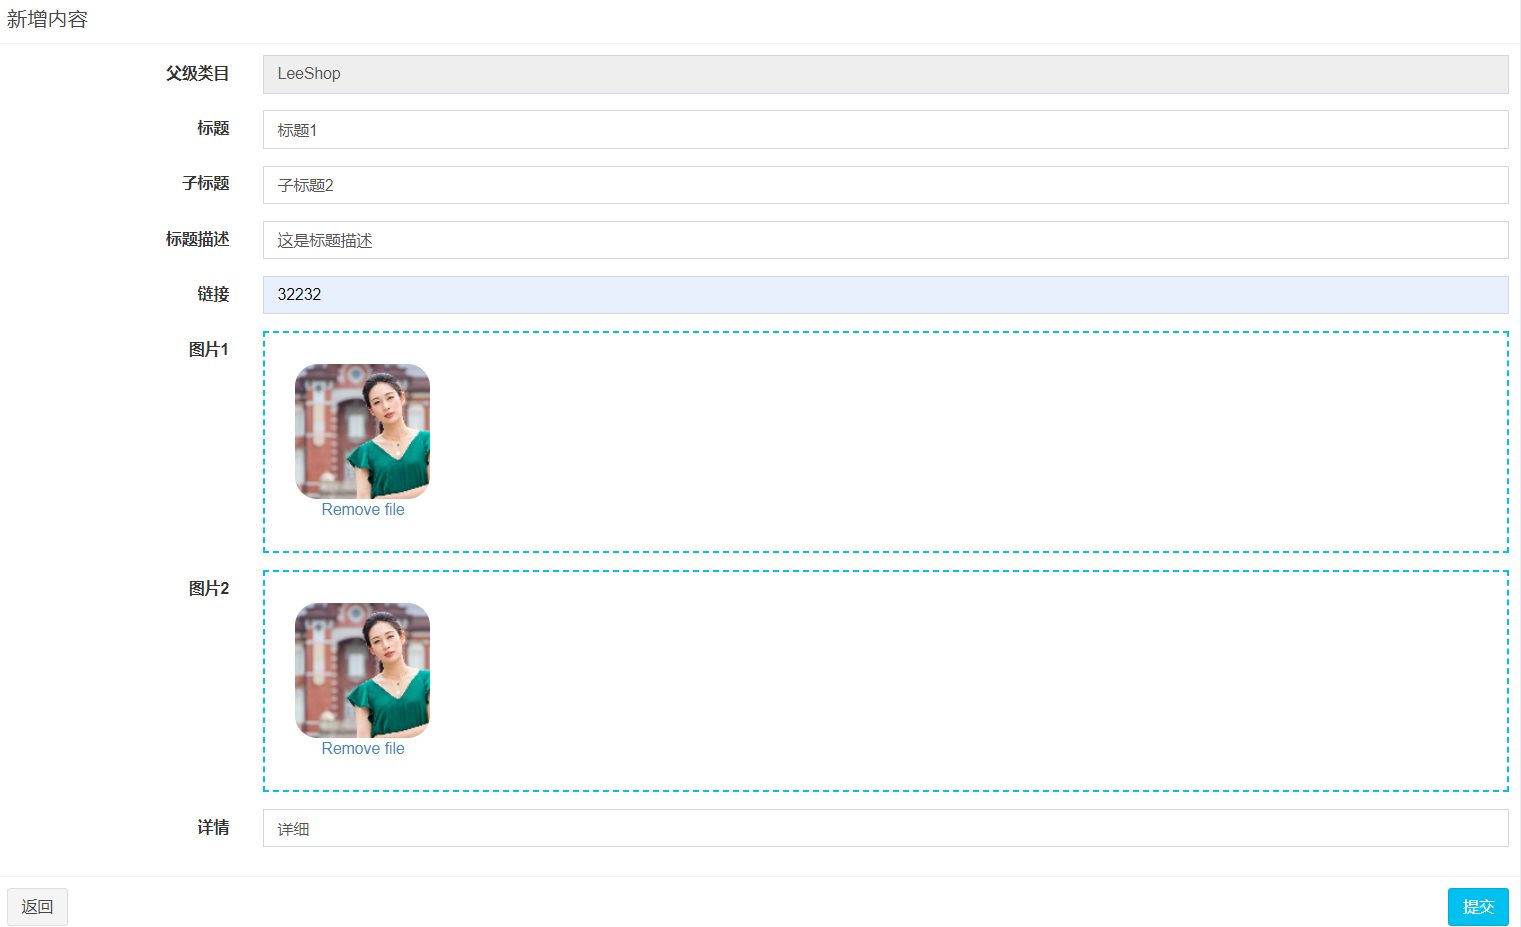 新增内容
父级类目 LeeShop
标题 标题1
子标题 子标题2
标题描述 这是标题描述
链接 32232
图片1
Remove file
图片2
Remove file
详情 详细
返回 提交